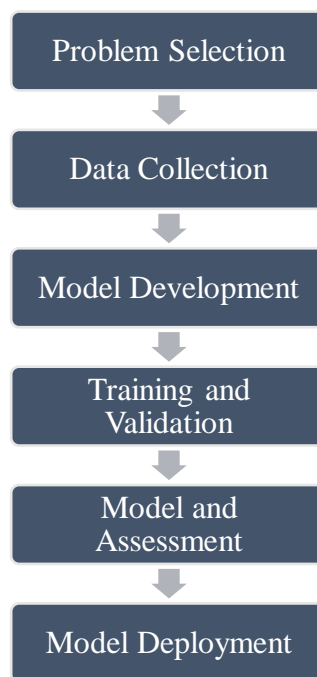 Problem Selection
Data Collection
Model Development
Training and
Validation
Model and
Assessment
Model Deployment